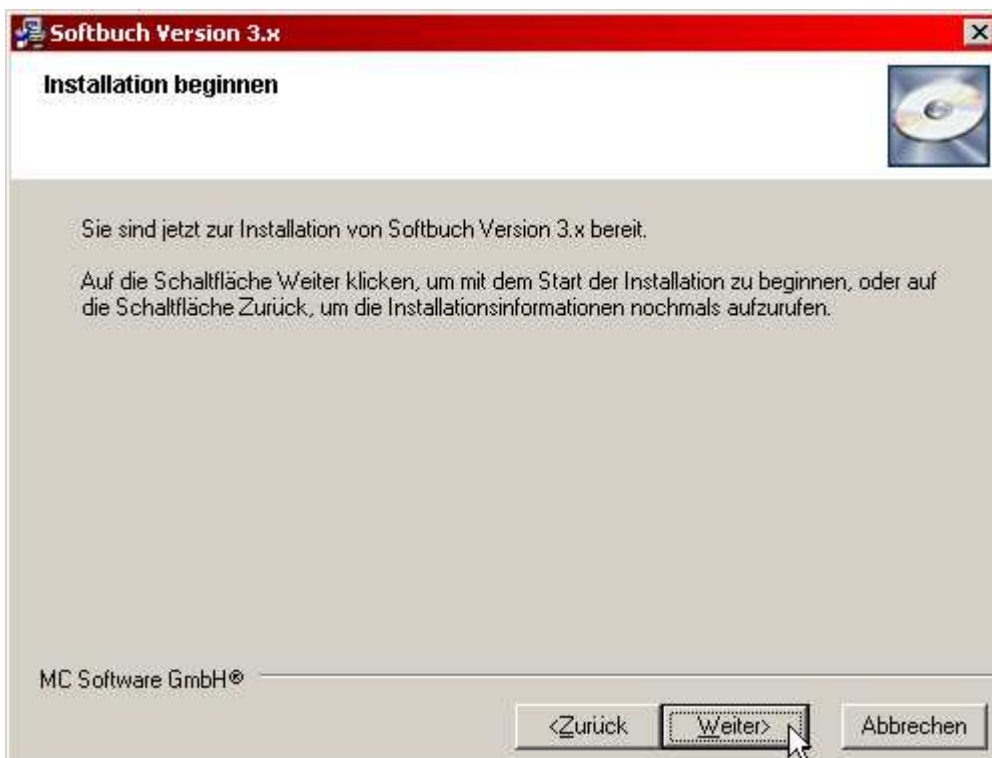 Softbuch Version 3.x
Installation beginnen
Sie sind jetzt zur Installation von Softbuch Version 3.x bereit.
Auf die Schaltfläche Weiter klicken, um mit dem Start der Installation zu beginnen, oder auf
die Schaltfläche Zurück, um die Installationsinformationen nochmals aufzurufen.
MC Software GmbH®
<Zurück
Weiter>
Abbrechen